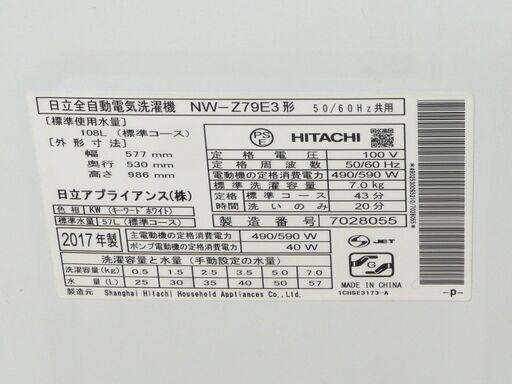 日立全自動電気洗濯機 NW-Z79E3形 50/60Hz共用
[標準使用水量]
108L (標準コース)
[外形寸法]
幅 577 mm
奥行 530 mm
高さ 986 mm
日立アプライアンス(株)
色相 KW (キーワード ホワイト)
標準水量 57L (標準コース)
PS E HITACHI
定格電圧 100 V
定格周波数 50/60 Hz
電動機の定格消費電力 490/590 W
標準洗濯容量 7.0kg
定格(標準コース) 43 分
時間 洗い 20 分
製造番号 7028055
2017 年製
主電動機の定格消費電力 490/590 W
ポンプ電動機の定格消費電力 40 W
S JET
洗濯容量と水量 (手動設定の水量)
洗濯容量(kg) 0.5 1.5 2.5 3.5 5.0 7.0
水量 (L) 25 30 35 40 50 57
製造元 Shanghai Hitachi Household Appliances Co.,Ltd.
G
MADE IN CHINA
1CHSE3173-A
-p-